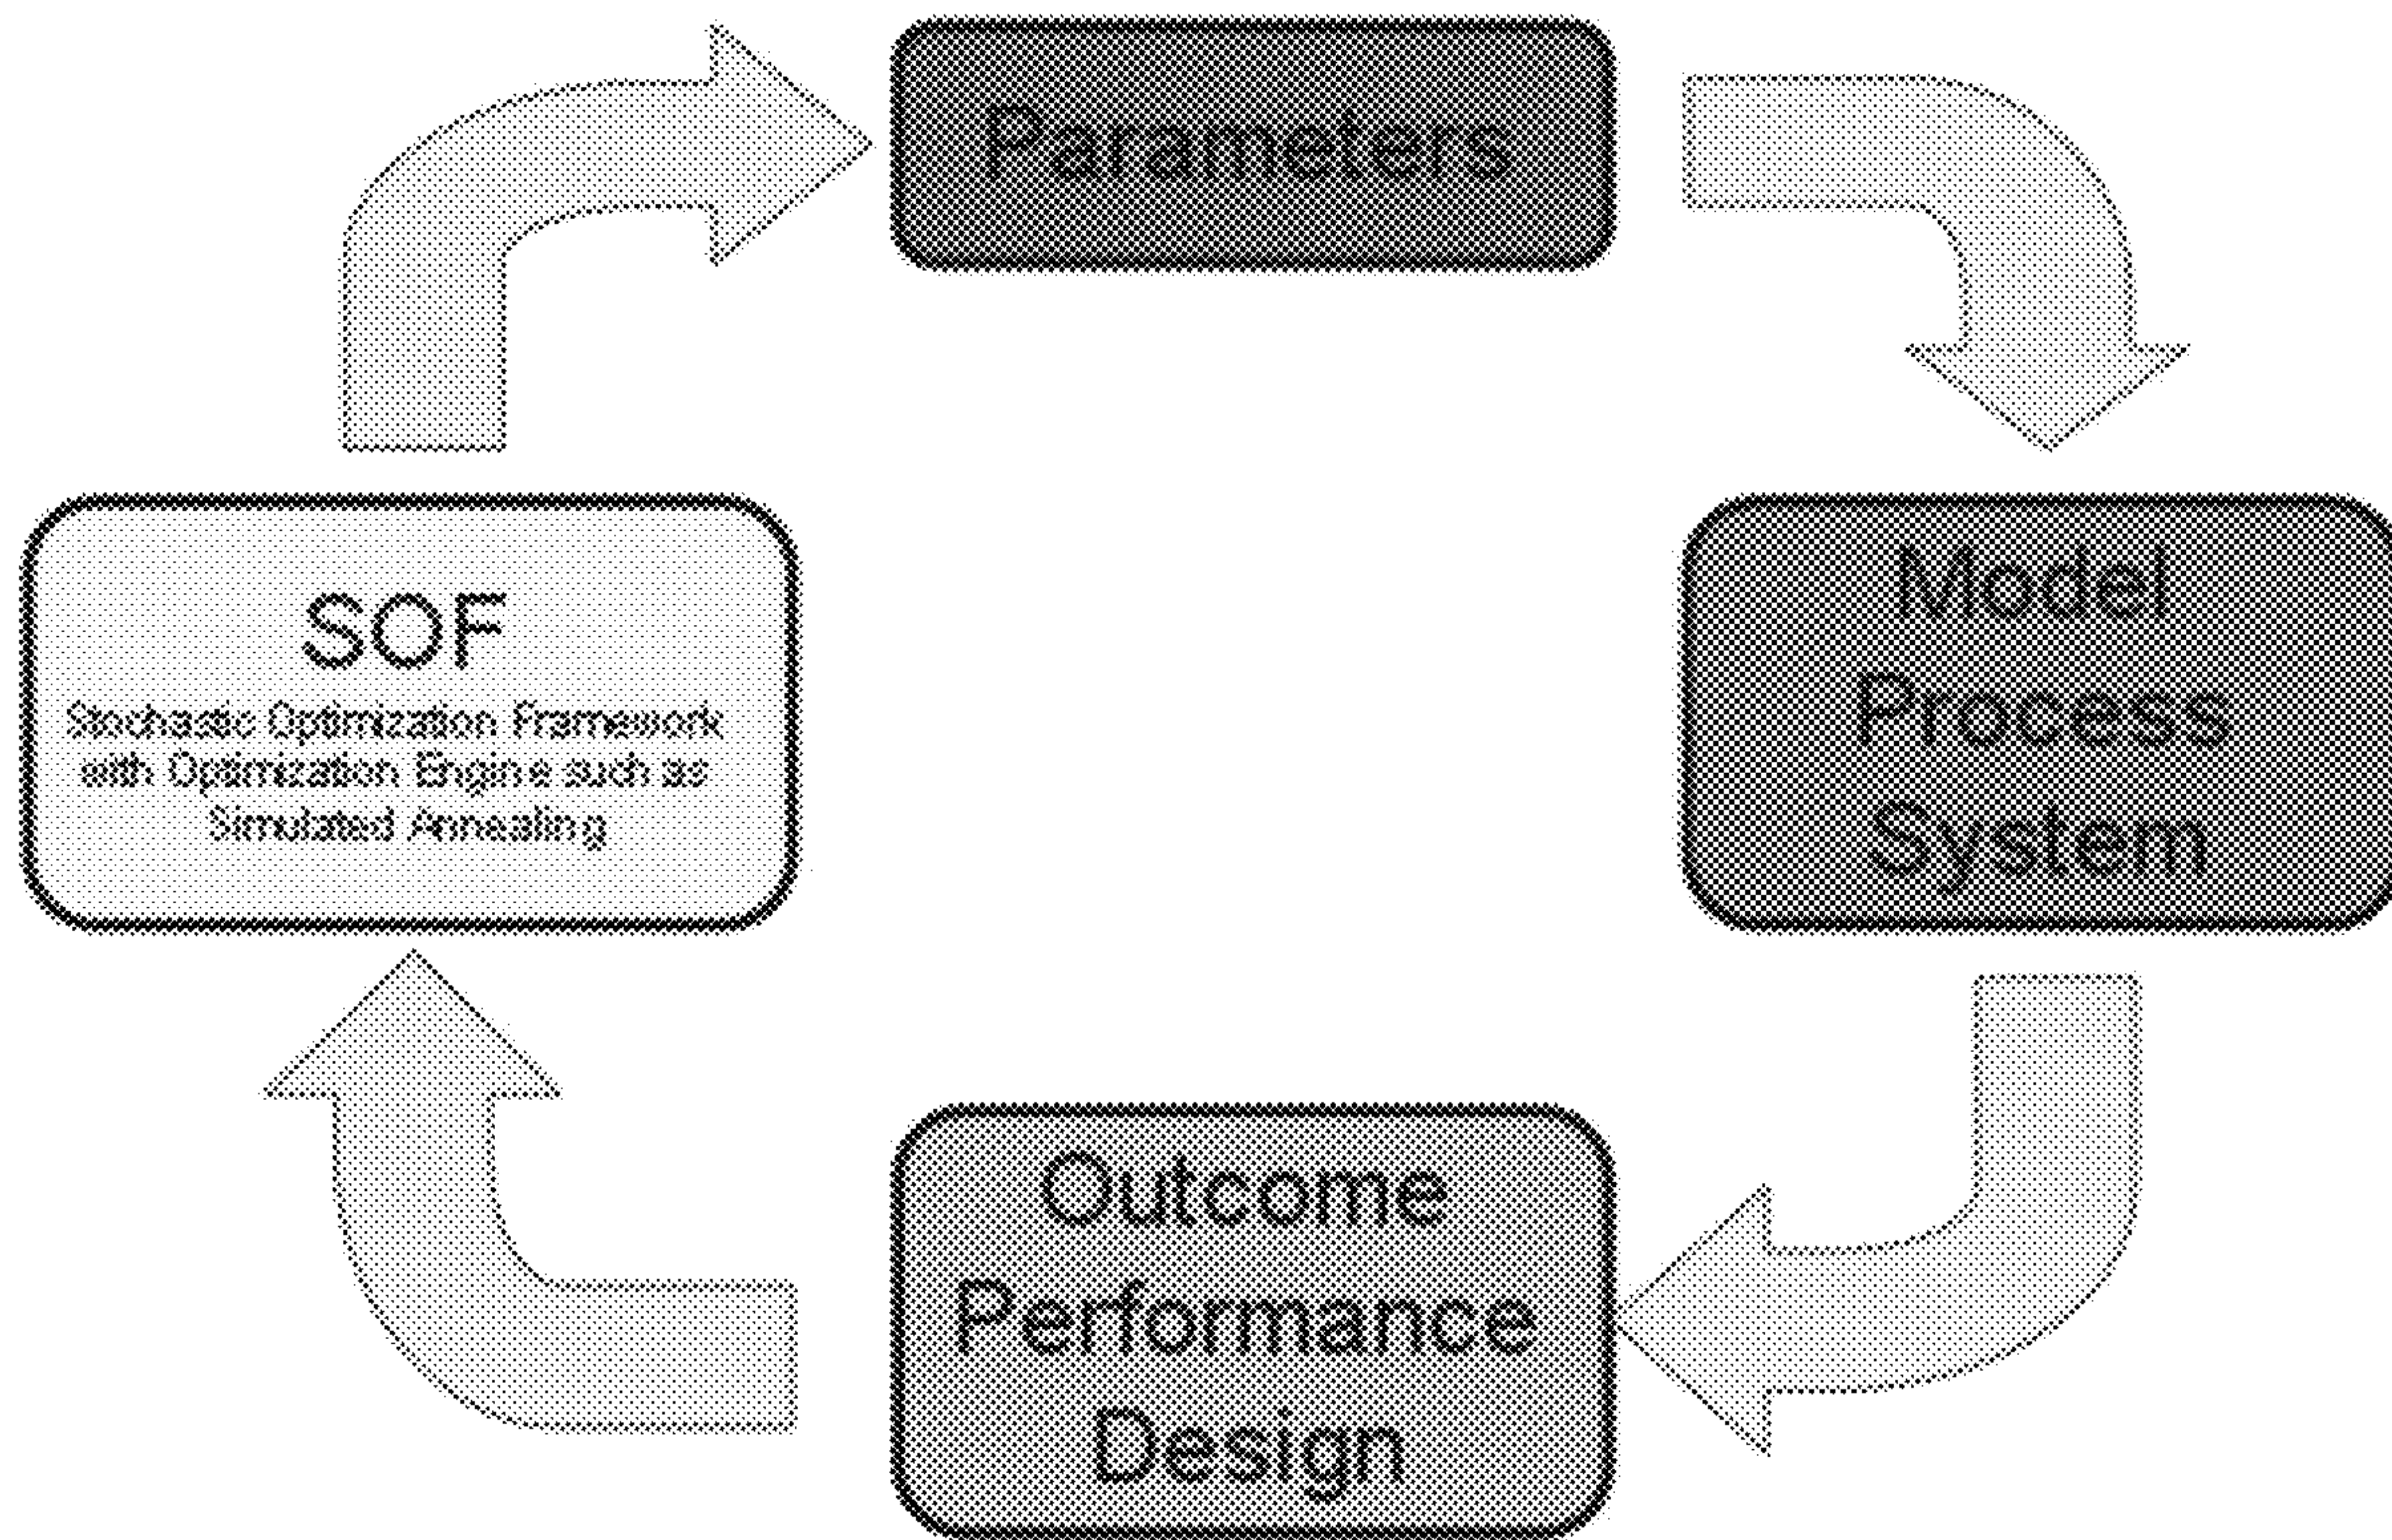 Parameters
SOF
Stochastic Optimization Framework
with Optimization Engine such as
Simulated Annealing
Model
Process
System
Outcome
Performance
Design